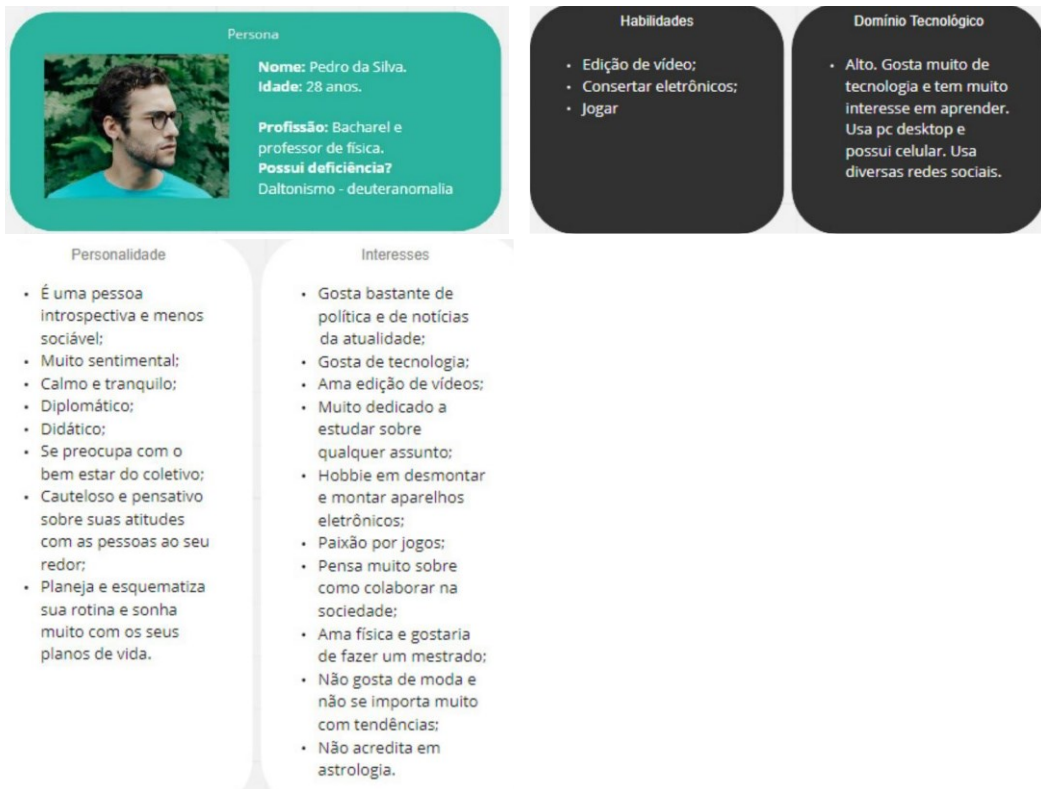 Persona
Nome: Pedro da Silva.
Idade: 28 anos.
Profissão: Bacharel e
professor de física.
Possui deficiência?
Daltonismo - deuteranomalia
Habilidades
• Edição de vídeo;
• Consertar eletrônicos;
• Jogar
Domínio Tecnológico
• Alto. Gosta muito de
tecnologia e tem muito
interesse em aprender.
Usa pc desktop e
possui celular. Usa
diversas redes sociais.
Personalidade
• É uma pessoa
introspectiva e menos
sociável;
• Muito sentimental;
• Calmo e tranquilo;
• Diplomático;
• Didático;
• Se preocupa com o
bem estar do coletivo;
• Cauteloso e pensativo
sobre suas atitudes
com as pessoas ao seu
redor;
• Planeja e esquematiza
sua rotina e sonha
muito com os seus
planos de vida.
Interesses
• Gosta bastante de
política e de notícias
da atualidade;
• Gosta de tecnologia;
• Ama edição de vídeos;
• Muito dedicado a
estudar sobre
qualquer assunto;
• Hobbie em desmontar
e montar aparelhos
eletrônicos;
• Paixão por jogos;
• Pensa muito sobre
como colaborar na
sociedade;
• Ama física e gostaria
de fazer um mestrado;
• Não gosta de moda e
não se importa muito
com tendências;
• Não acredita em
astrologia.